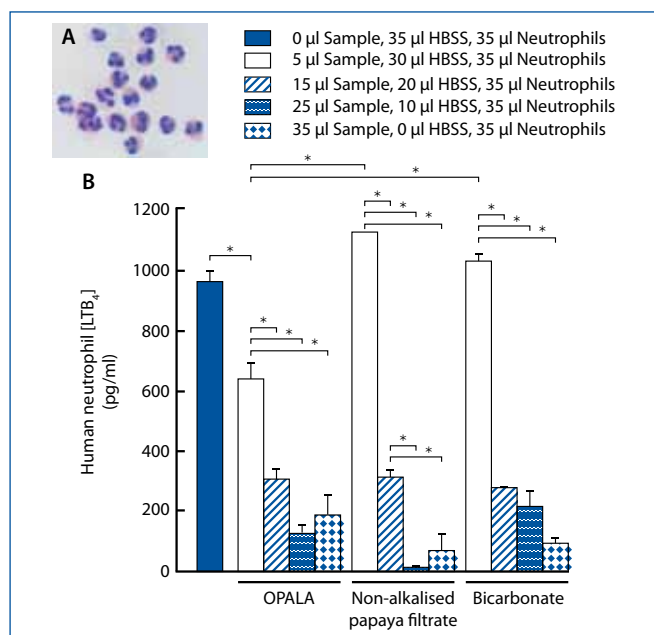 A
0 µl Sample, 35 µl HBSS, 35 µl Neutrophils
5 µl Sample, 30 µl HBSS, 35 µl Neutrophils
15 µl Sample, 20 µl HBSS, 35 µl Neutrophils
25 µl Sample, 10 µl HBSS, 35 µl Neutrophils
35 µl Sample, 0 µl HBSS, 35 µl Neutrophils
B
*
*
1200
* * *
* * *
1000
*
800
* * *
600
400
* *
200
0
Human neutrophil [LTB4]
(pg/ml)
OPALA
Non-alkalised
papaya filtrate
Bicarbonate